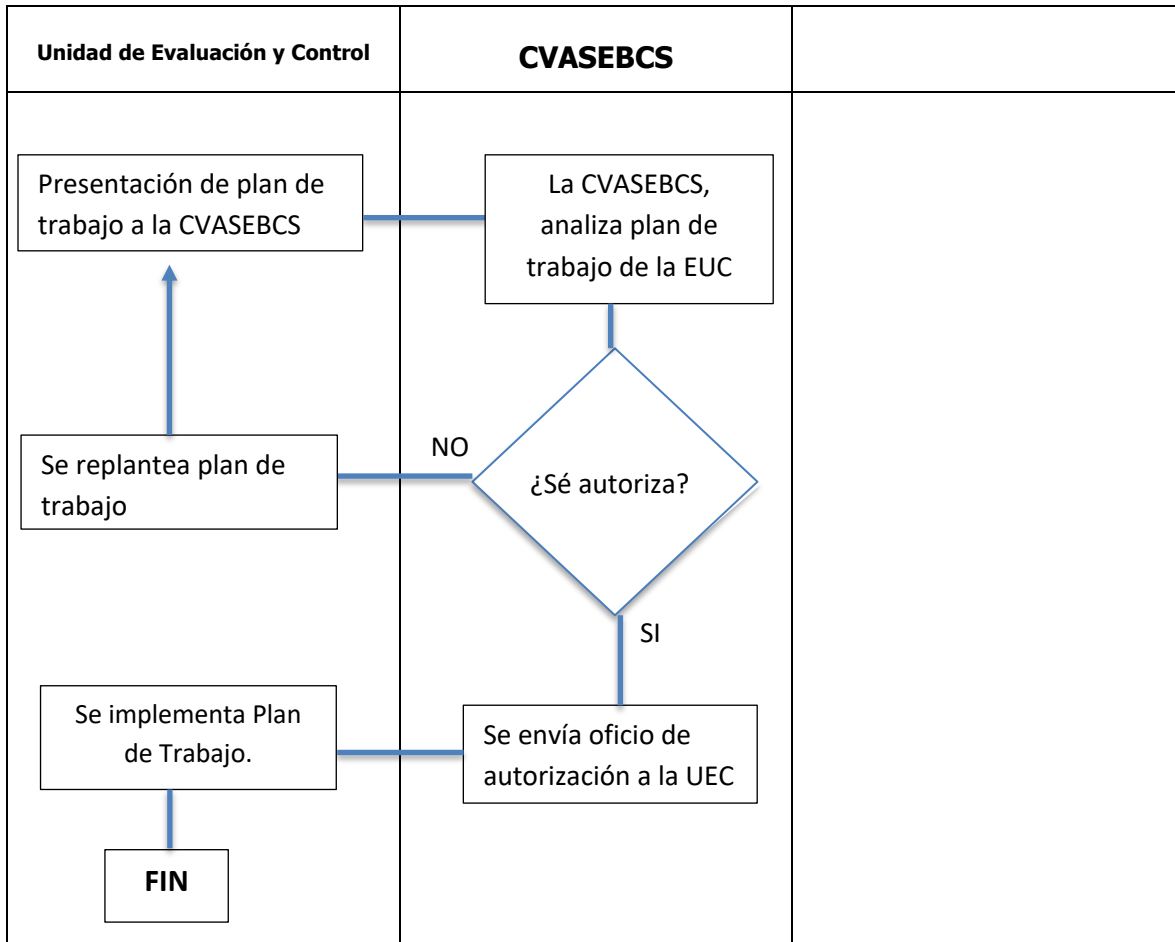 Unidad de Evaluación y Control
CVASEBCS
Presentación de plan de
trabajo a la CVASEBCS
La CVASEBCS,
analiza plan de
trabajo de la EUC
NO
Se replantea plan de
trabajo
¿Sé autoriza?
SI
Se implementa Plan
de Trabajo.
Se envía oficio de
autorización a la UEC
FIN